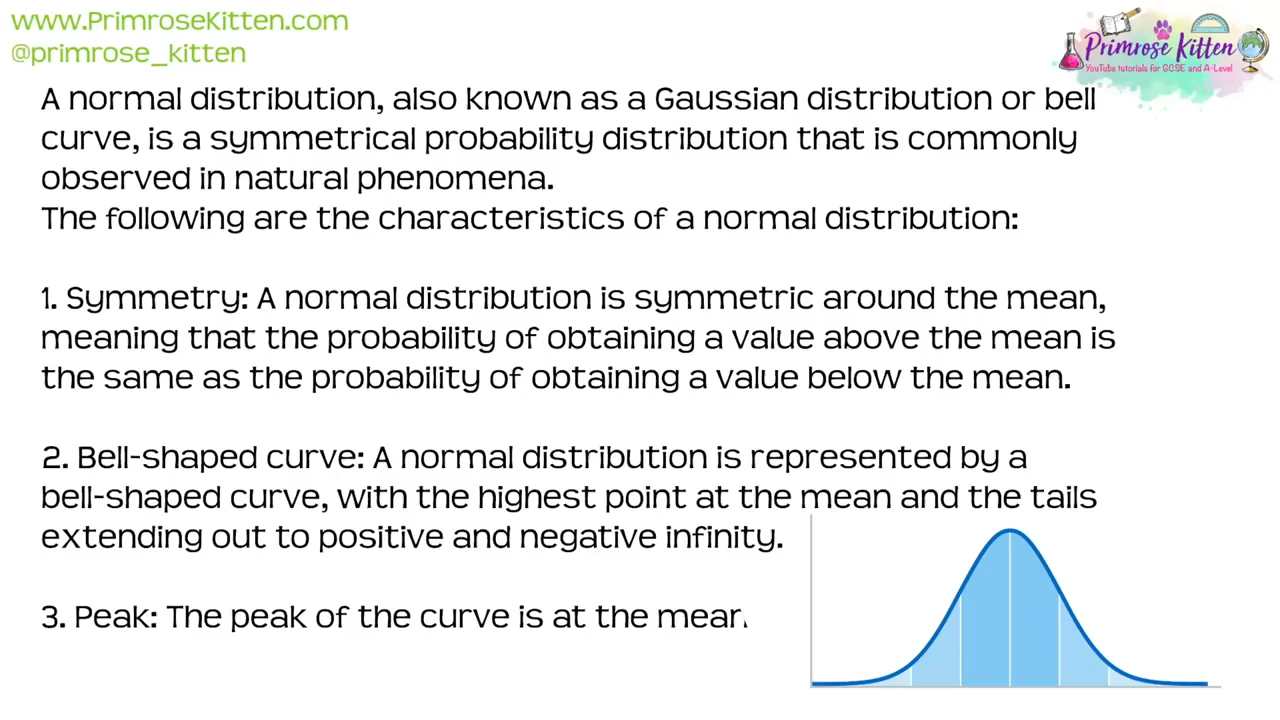 www.PrimroseKitten.com
@primrose_kitten
Primrose Kitten
YouTube tutorials for GCSE and A-Level
A normal distribution, also known as a Gaussian distribution or bell
curve, is a symmetrical probability distribution that is commonly
observed in natural phenomena.
The following are the characteristics of a normal distribution:
1. Symmetry: A normal distribution is symmetric around the mean,
meaning that the probability of obtaining a value above the mean is
the same as the probability of obtaining a value below the mean.
2. Bell-shaped curve: A normal distribution is represented by a
bell-shaped curve, with the highest point at the mean and the tails
extending out to positive and negative infinity.
3. Peak: The peak of the curve is at the